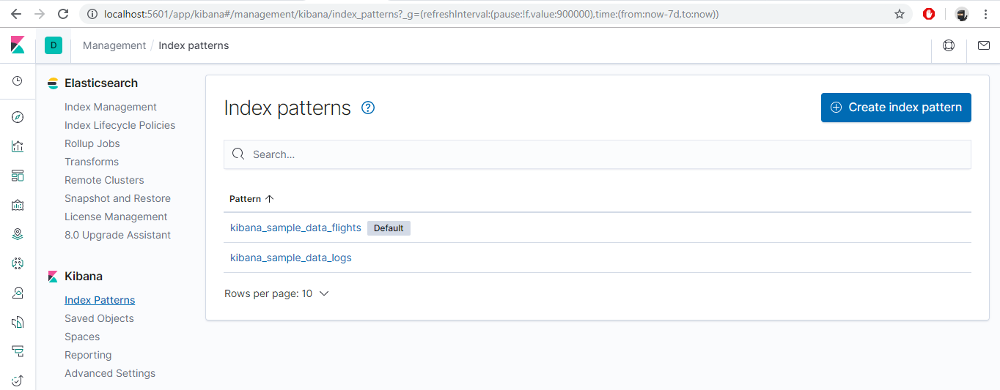 localhost:5601/app/kibana#/management/kibana/index_patterns?_g=(refreshInterval:(pause:!f,value:900000),time:(from:now-7d,to:now))
D Management / Index patterns
Elasticsearch
Index Management
Index Lifecycle Policies
Rollup Jobs
Transforms
Remote Clusters
Snapshot and Restore
License Management
8.0 Upgrade Assistant
Kibana
Index Patterns
Saved Objects
Spaces
Reporting
Advanced Settings
Index patterns ?
Create index pattern
Search...
Pattern
kibana_sample_data_flights Default
kibana_sample_data_logs
Rows per page: 10